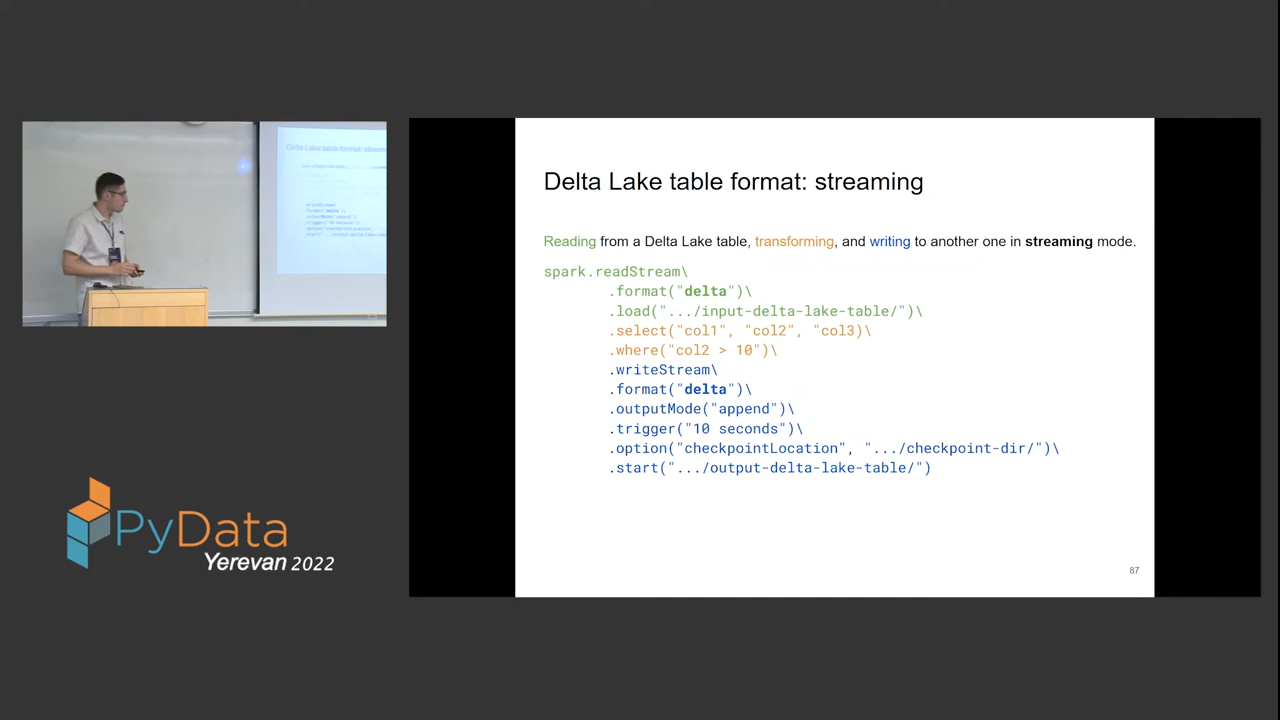 Delta Lake table format: streaming
Reading from a Delta Lake table, transforming, and writing to another one in streaming mode.
spark.readStream\
.format("delta")\
.load(".../input-delta-lake-table/")\
.select("col1", "col2", "col3)\
.where("col2 > 10")\
.writeStream\
.format("delta")\
.outputMode("append")\
.trigger("10 seconds")\
.option("checkpointLocation", ".../checkpoint-dir/")\
.start(".../output-delta-lake-table/")
87
PyData
Yerevan 2022